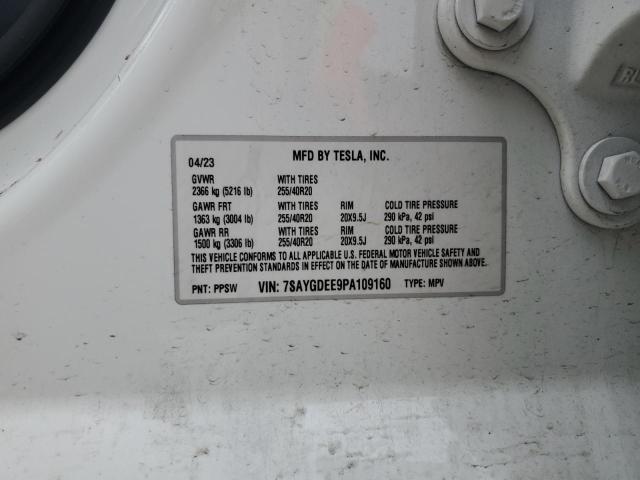 04/23 MFD BY TESLA, INC.
GVWR WITH TIRES
2366 kg (5216 lb) 255/40R20
GAWR FRT WITH TIRES RIM COLD TIRE PRESSURE
1363 kg (3004 lb) 255/40R20 20X9.5J 290 kPa, 42 psi
GAWR RR WITH TIRES RIM COLD TIRE PRESSURE
1500 kg (3306 lb) 255/40R20 20X9.5J 290 kPa, 42 psi
THIS VEHICLE CONFORMS TO ALL APPLICABLE U.S. FEDERAL MOTOR VEHICLE SAFETY AND
THEFT PREVENTION STANDARDS IN EFFECT ON THE DATE OF MANUFACTURE SHOWN ABOVE.
PNT: PPSW VIN: 7SAYGDEE9PA109160 TYPE: MPV